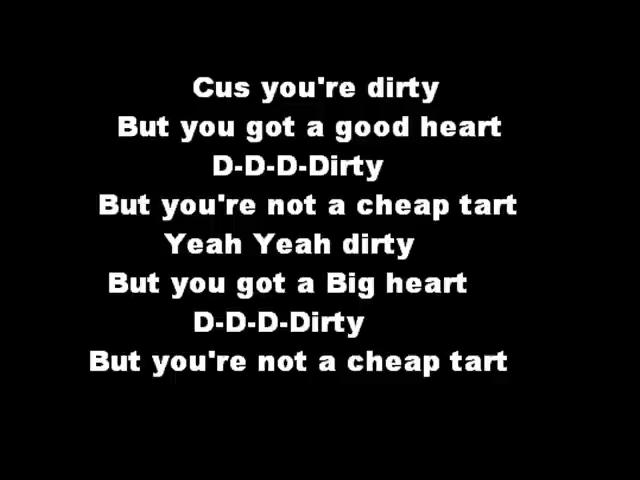 Cus you're dirty
But you got a good heart
D-D-D-Dirty
But you're not a cheap tart
Yeah Yeah dirty
But you got a Big heart
D-D-D-Dirty
But you're not a cheap tart